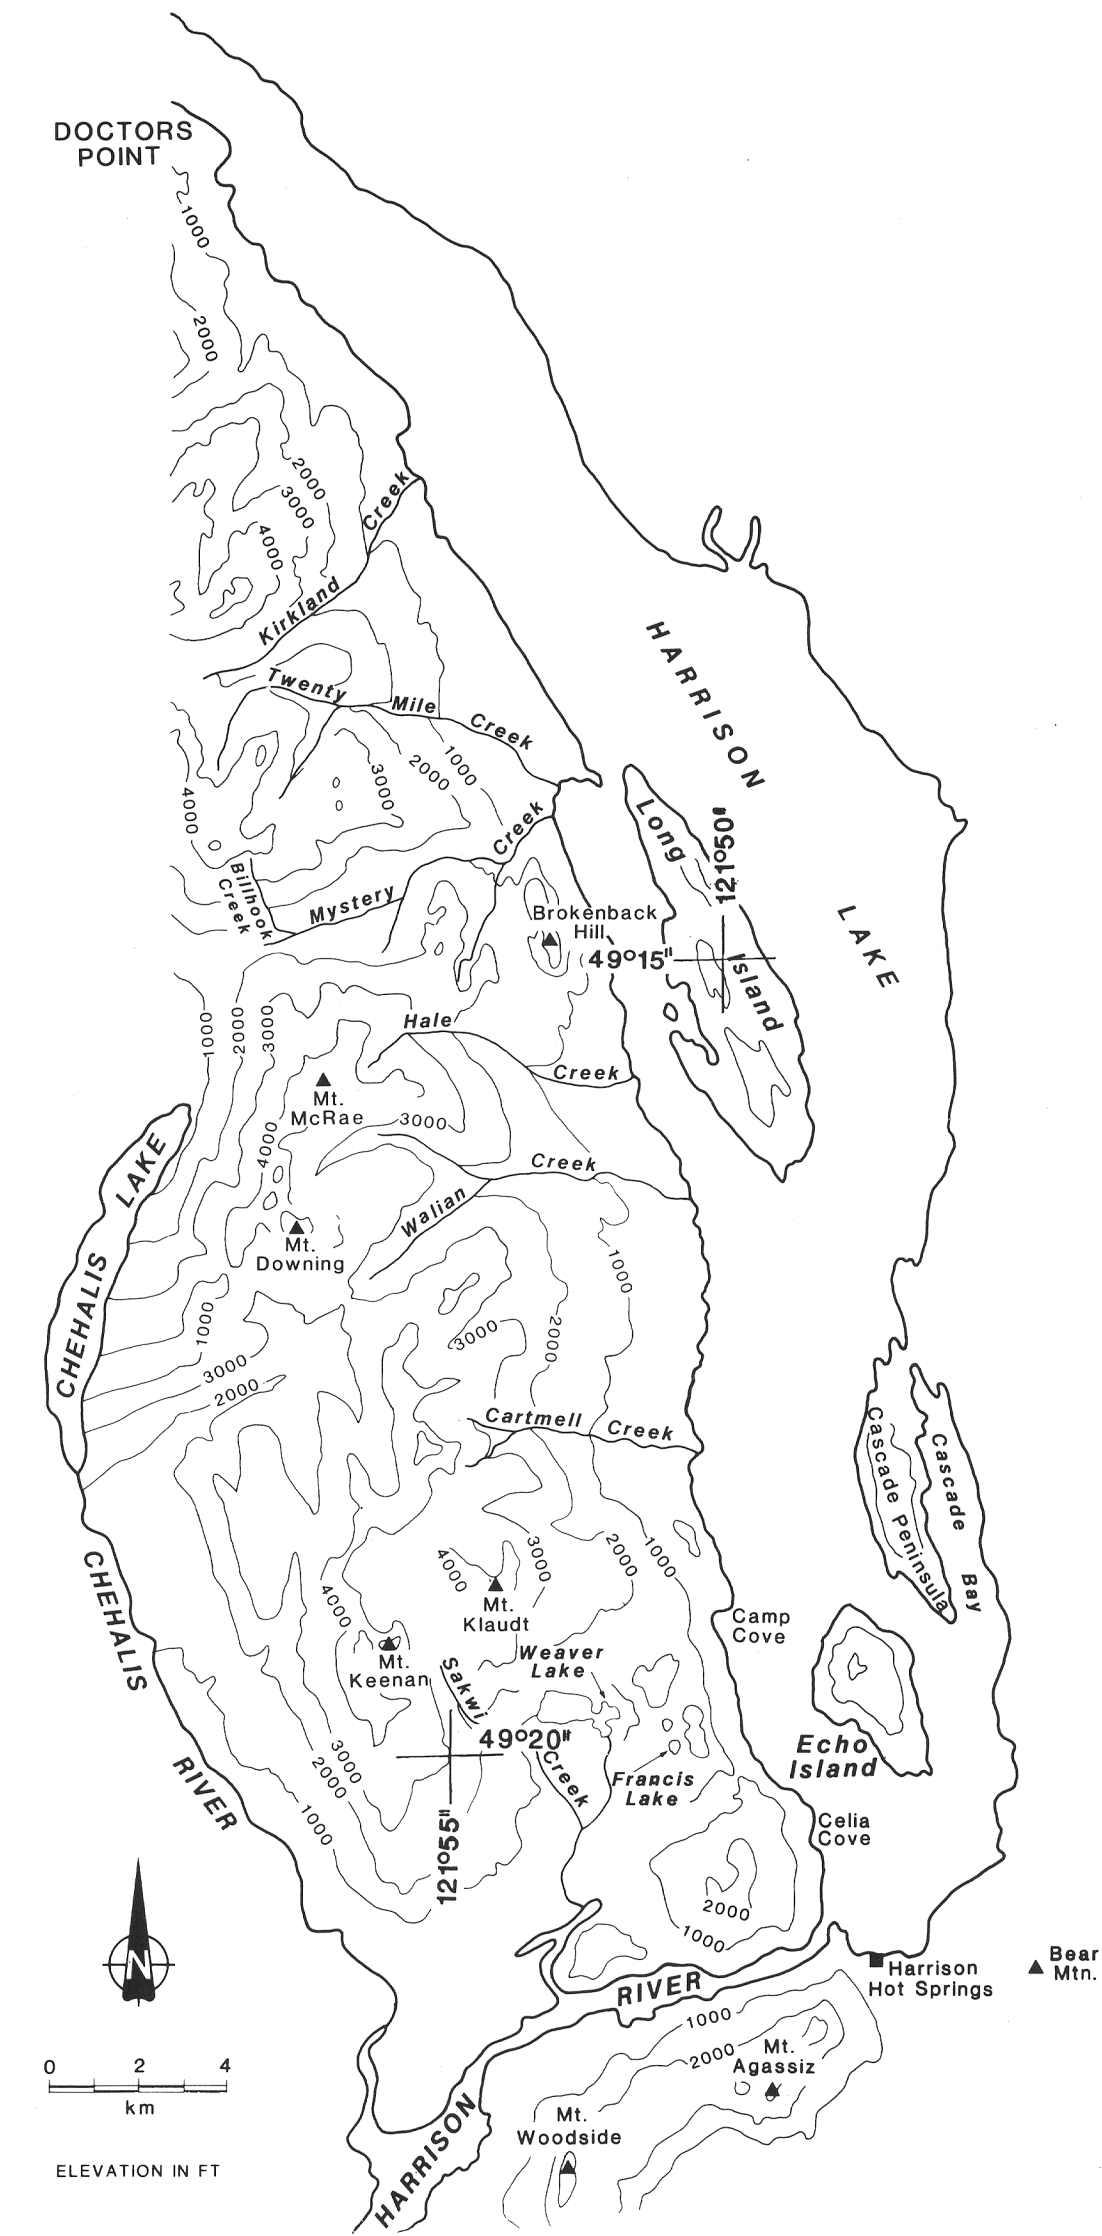 DOCTORS
POINT
1000
2000
2000
3000
4000
Kirkland Creek
HARRISON LAKE
Twenty Mile Creek
1000
2000
3000
4000
Long Island
121°50"
Mystery Creek
Billhook
Creek
Brokenback
Hill
49°15"
1000
2000
3000
Hale Creek
Mt.
McRae
3000
4000
CHEHALIS LAKE
Walian Creek
Mt.
Downing
1000
1000
2000
3000
3000
2000
Cartmell Creek
Cascade Peninsula
Cascade Bay
CHEHALIS RIVER
4000
3000
2000
1000
4000
Mt.
Klaudt
Camp
Cove
Mt.
Keenan
Weaver
Lake
Sakwi Creek
49°20"
121°55"
Echo
Island
Francis
Lake
3000
2000
1000
Celia
Cove
2000
1000
N
HARRISON RIVER
Harrison
Hot Springs
Bear
Mtn.
1000
2000
Mt.
Agassiz
Mt.
Woodside
0 2 4
km
ELEVATION IN FT